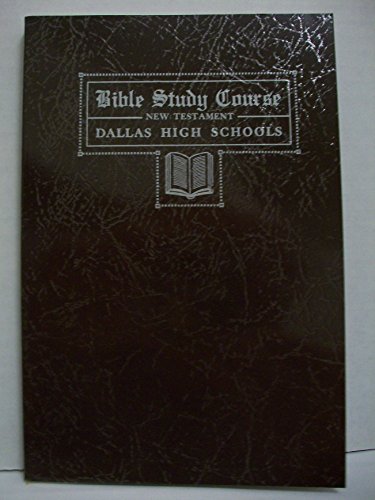 Bible Study Course
NEW TESTAMENT
DALLAS HIGH SCHOOLS